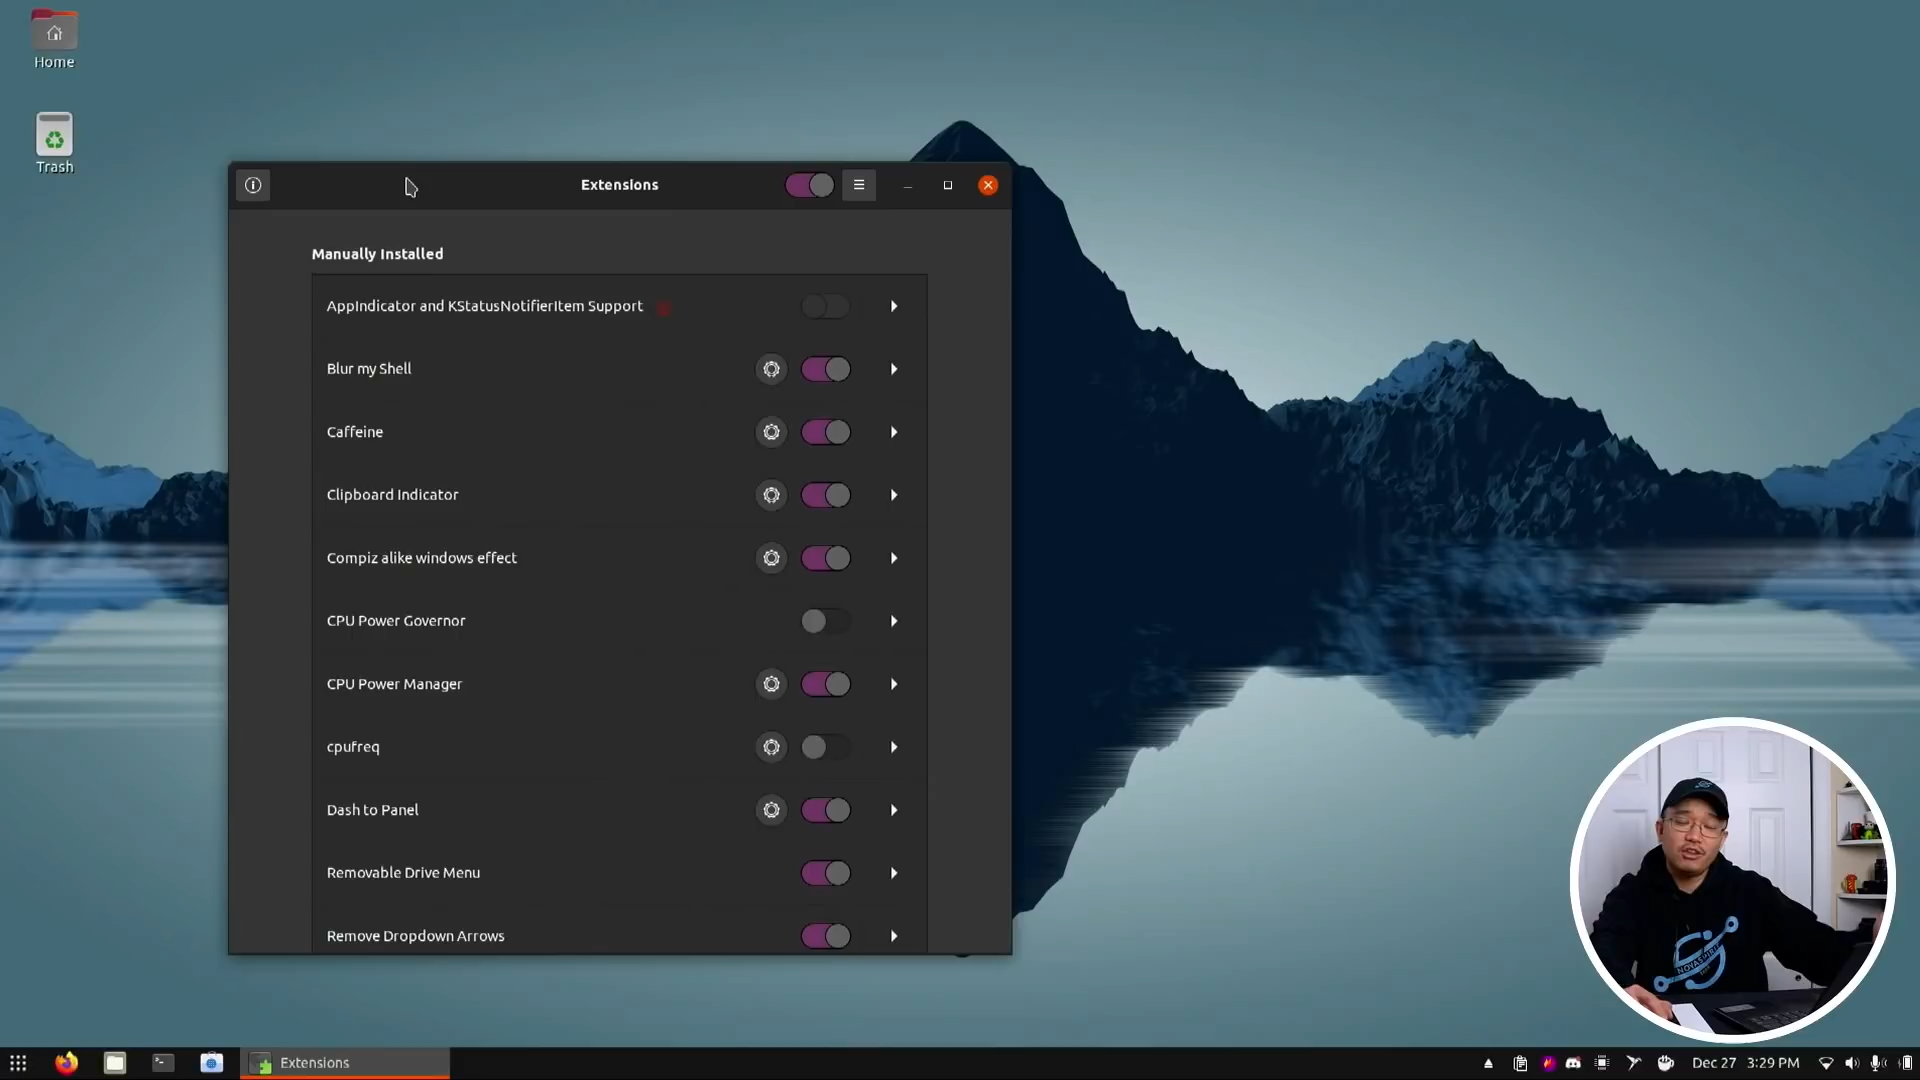 Home
Trash
Extensions
Manually Installed
AppIndicator and KStatusNotifierItem Support
Blur my Shell
Caffeine
Clipboard Indicator
Compiz alike windows effect
CPU Power Governor
CPU Power Manager
cpufreq
Dash to Panel
Removable Drive Menu
Remove Dropdown Arrows
NOVASPIRIT
Extensions
Dec 27 3:29 PM